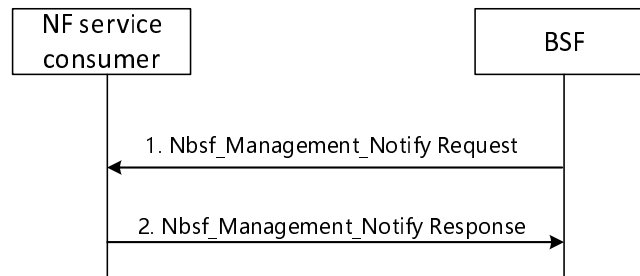 NF service
consumer
BSF
1. Nbsf_Management_Notify Request
2. Nbsf_Management_Notify Response